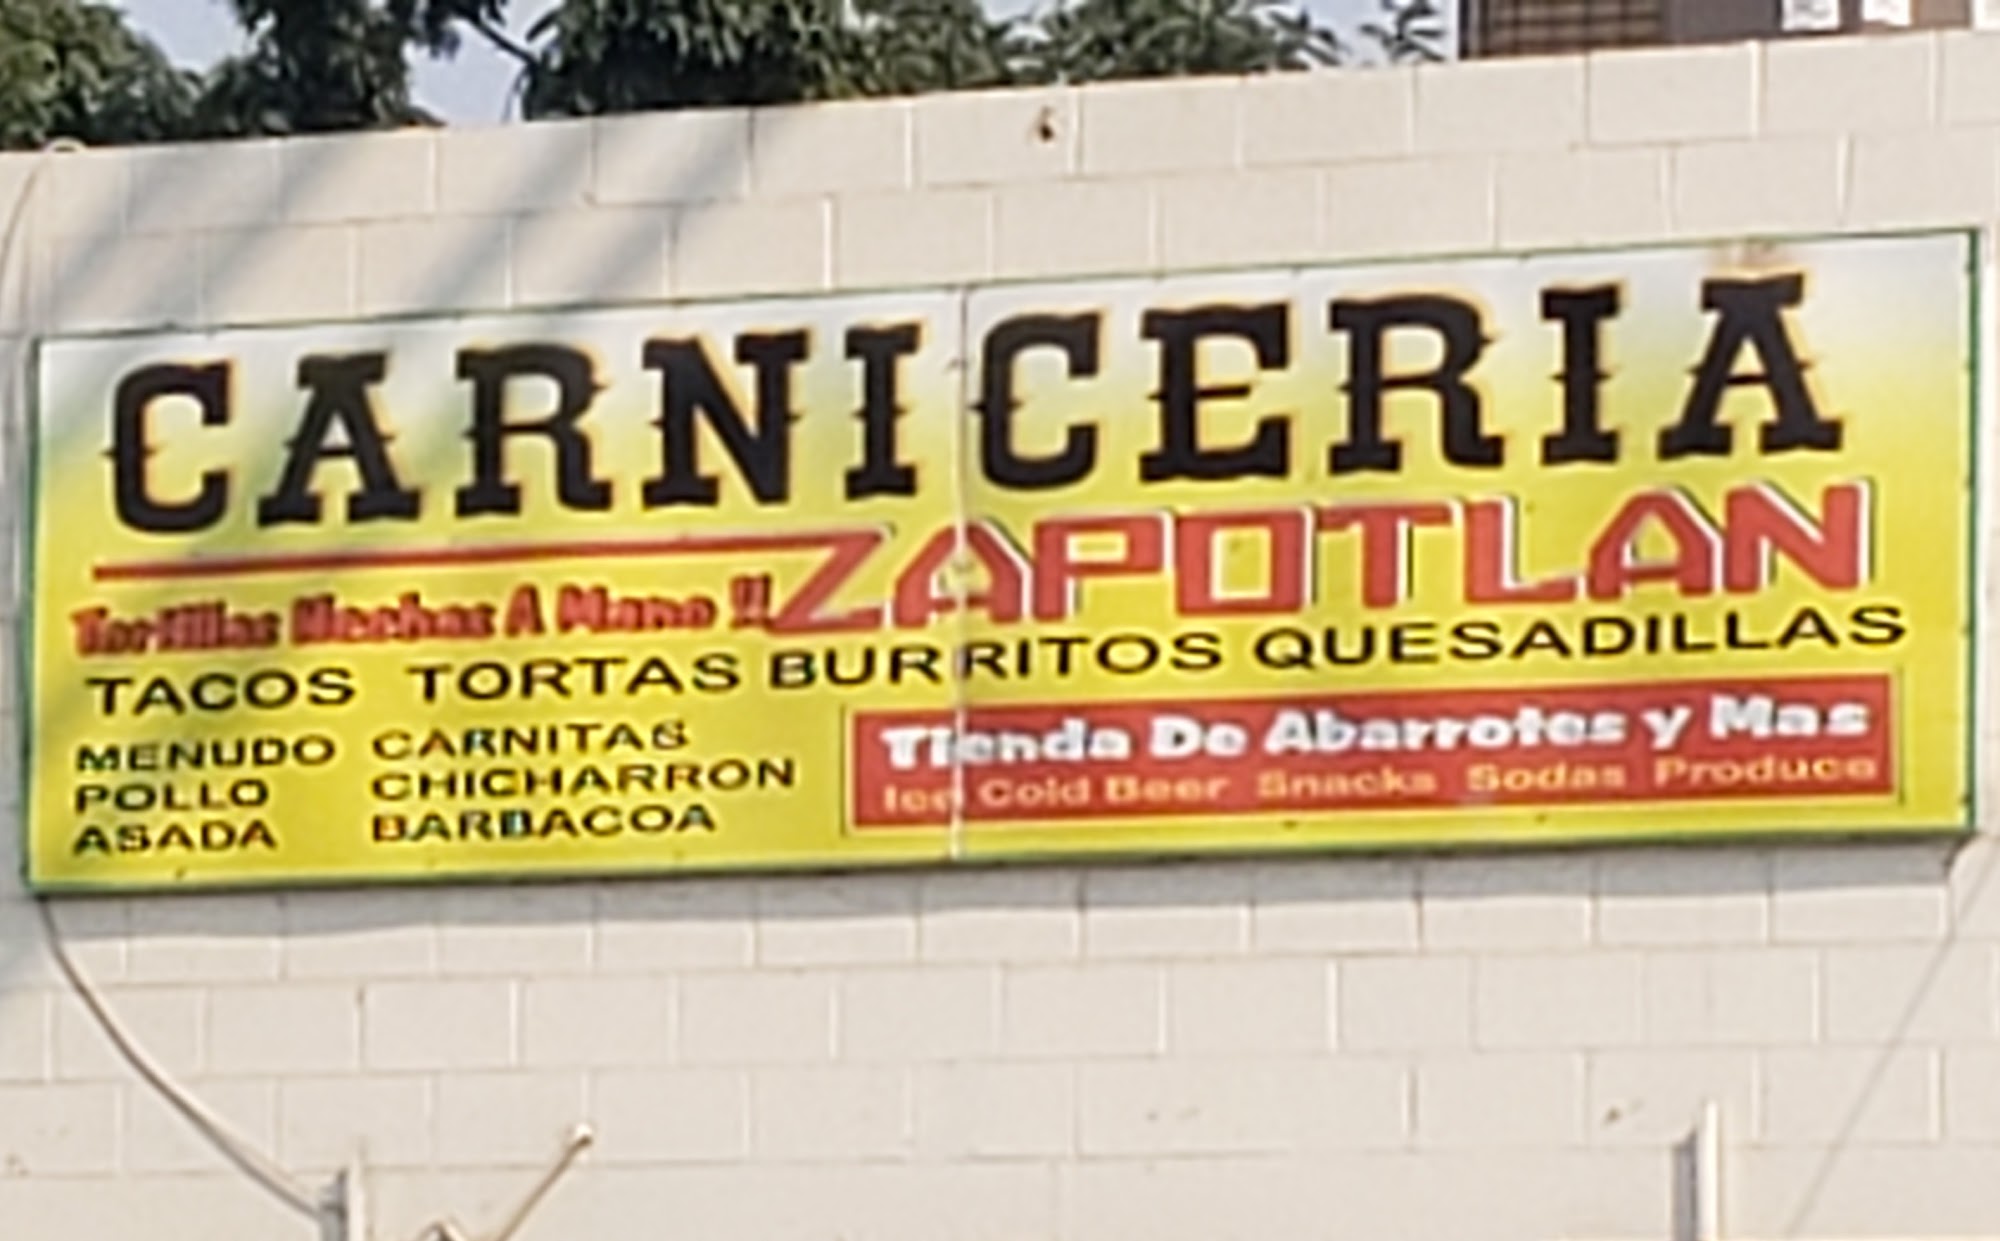 CARNICERIA
ZAPOTLAN
Tortillas Hechas A Mano !!
TACOS TORTAS BURRITOS QUESADILLAS
MENUDO CARNITAS
POLLO CHICHARRON
ASADA BARBACOA
Tienda De Abarrotes y Mas
Ice Cold Beer Snacks Sodas Produce